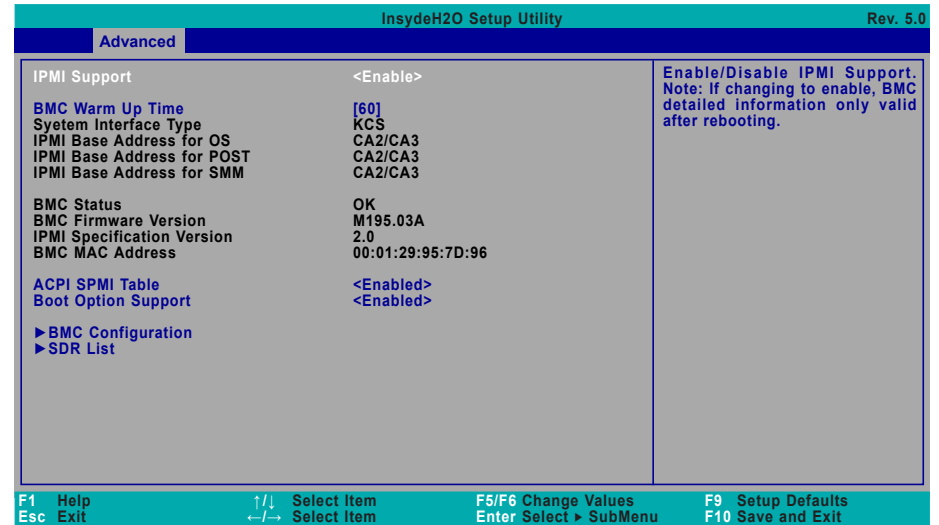 InsydeH2O Setup Utility Rev. 5.0
Advanced
IPMI Support <Enable>
BMC Warm Up Time [60]
Syetem Interface Type KCS
IPMI Base Address for OS CA2/CA3
IPMI Base Address for POST CA2/CA3
IPMI Base Address for SMM CA2/CA3
BMC Status OK
BMC Firmware Version M195.03A
IPMI Specification Version 2.0
BMC MAC Address 00:01:29:95:7D:96
ACPI SPMI Table <Enabled>
Boot Option Support <Enabled>
►BMC Configuration
►SDR List
Enable/Disable IPMI Support.
Note: If changing to enable, BMC
detailed information only valid
after rebooting.
F1 Help ↑/↓ Select Item F5/F6 Change Values F9 Setup Defaults
Esc Exit ←/→ Select Item Enter Select ► SubMenu F10 Save and Exit